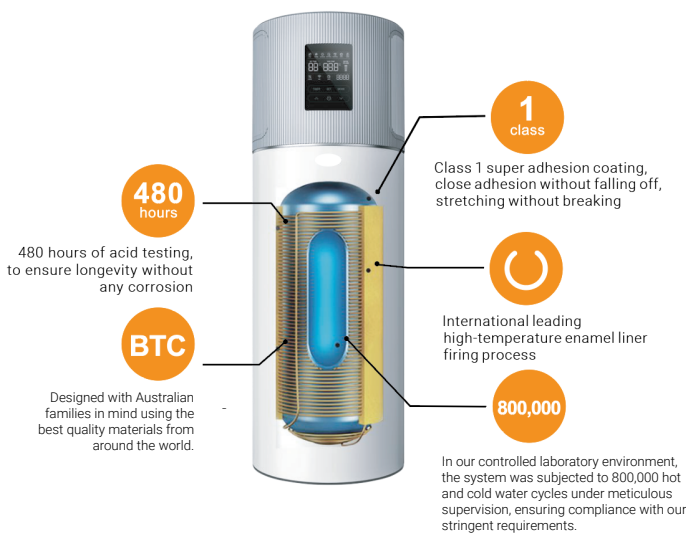 480
hours
480 hours of acid testing,
to ensure longevity without
any corrosion
BTC
Designed with Australian
families in mind using the
best quality materials from
around the world.
-
1
class
Class 1 super adhesion coating,
close adhesion without falling off,
stretching without breaking
International leading
high-temperature enamel liner
firing process
800,000
In our controlled laboratory environment,
the system was subjected to 800,000 hot
and cold water cycles under meticulous
supervision, ensuring compliance with our
stringent requirements.